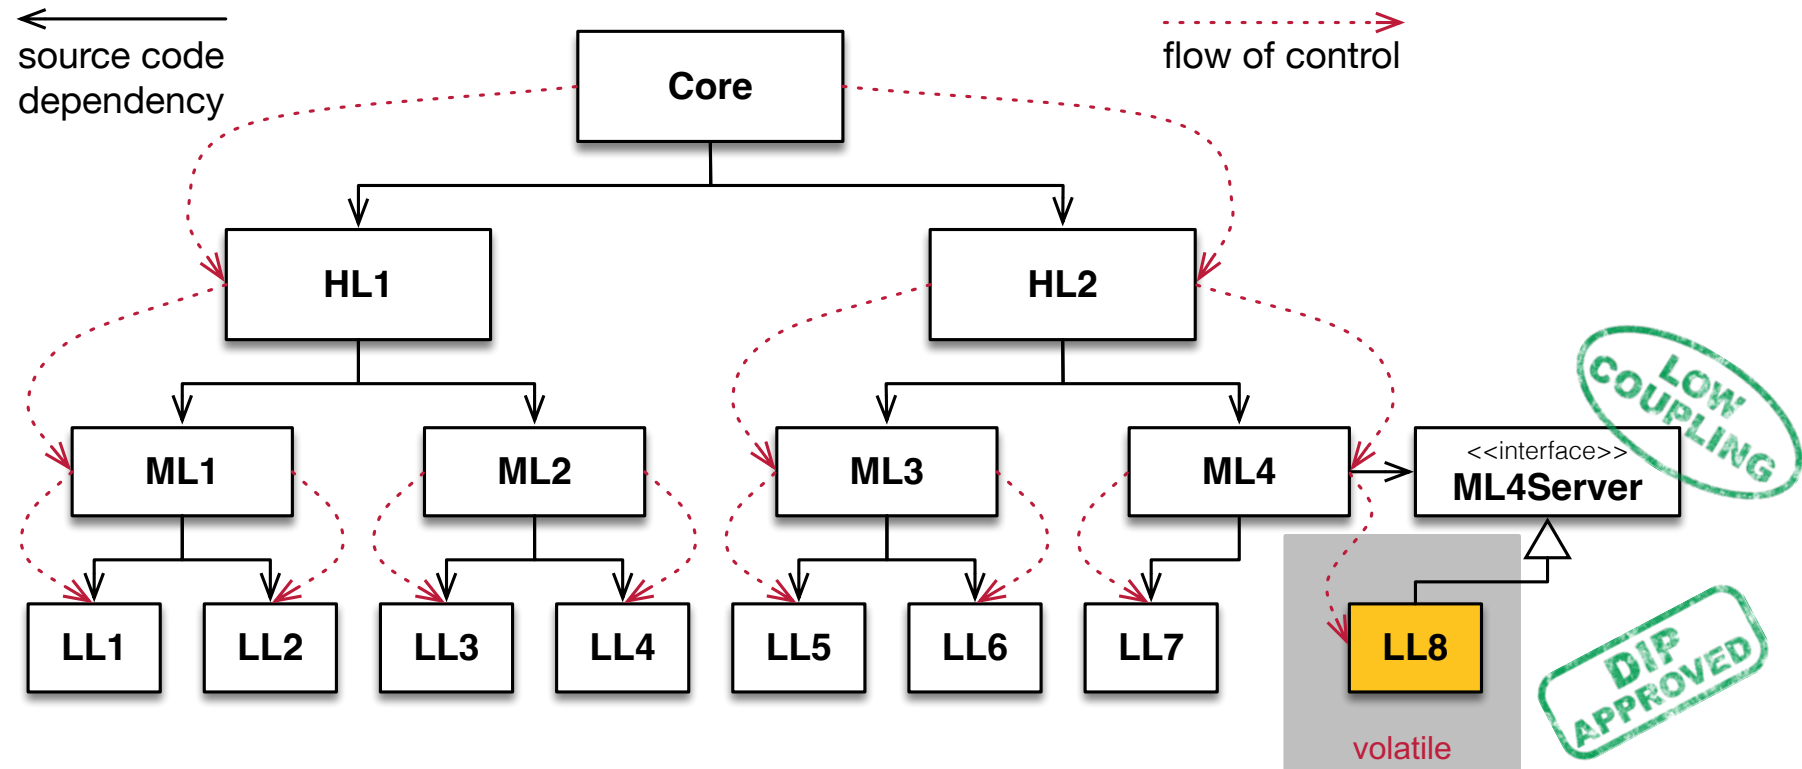 source code
dependency
Core
flow of control
HL1
HL2
LOW
COUPLING
ML1
ML2
ML3
ML4
<<interface>>
ML4Server
LL1
LL2
LL3
LL4
LL5
LL6
LL7
LL8
DIP
APPROVED
volatile